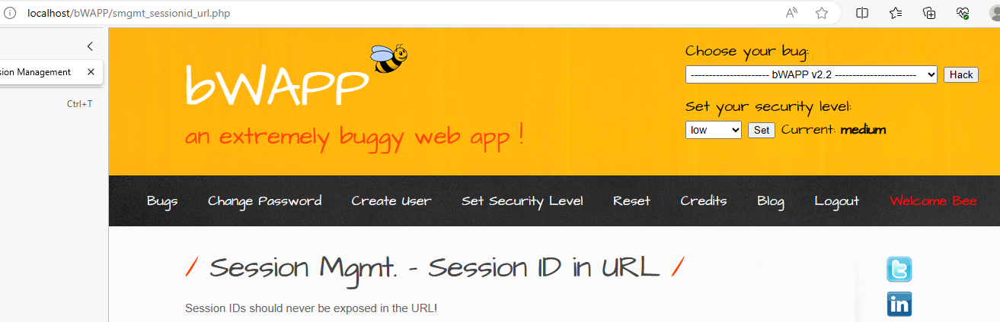 localhost/bWAPP/smgmt_sessionid_url.php
sion Management
Ctrl+T
bWAPP
an extremely buggy web app !
Choose your bug:
---------------------- bWAPP v2.2 -----------------------
Hack
Set your security level:
low Set Current: medium
Bugs Change Password Create User Set Security Level Reset Credits Blog Logout Welcome Bee
/ Session Mgmt. - Session ID in URL /
Session IDs should never be exposed in the URL!